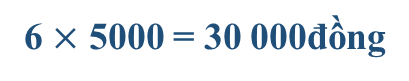 6 × 5000 = 30 000đồng